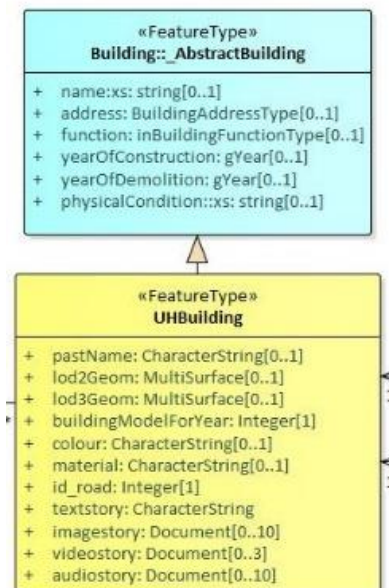 «FeatureType»
Building::_AbstractBuilding
+ name:xs: string[0..1]
+ address: BuildingAddressType[0..1]
+ function: inBuildingFunctionType[0..1]
+ yearOfConstruction: gYear[0..1]
+ yearOfDemolition: gYear[0..1]
+ physicalCondition::xs: string[0..1]
«FeatureType»
UHBuilding
+ pastName: CharacterString[0..1]
+ lod2Geom: MultiSurface[0..1]
+ lod3Geom: MultiSurface[0..1]
+ buildingModelForYear: Integer[1]
+ colour: CharacterString[0..1]
+ material: CharacterString[0..1]
+ id_road: Integer[1]
+ textstory: CharacterString
+ imagestory: Document[0..10]
+ videostory: Document[0..3]
+ audiostory: Document[0..10]